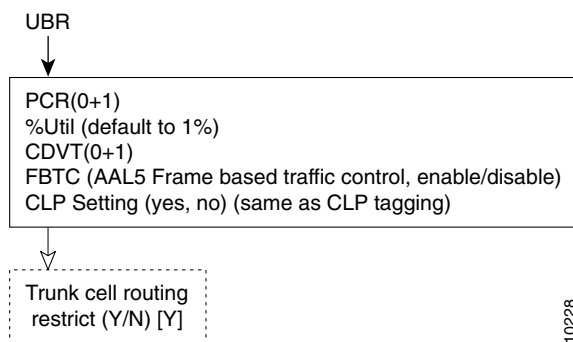 UBR
PCR(0+1)
%Util (default to 1%)
CDVT(0+1)
FBTC (AAL5 Frame based traffic control, enable/disable)
CLP Setting (yes, no) (same as CLP tagging)
Trunk cell routing
restrict (Y/N) [Y]
10228